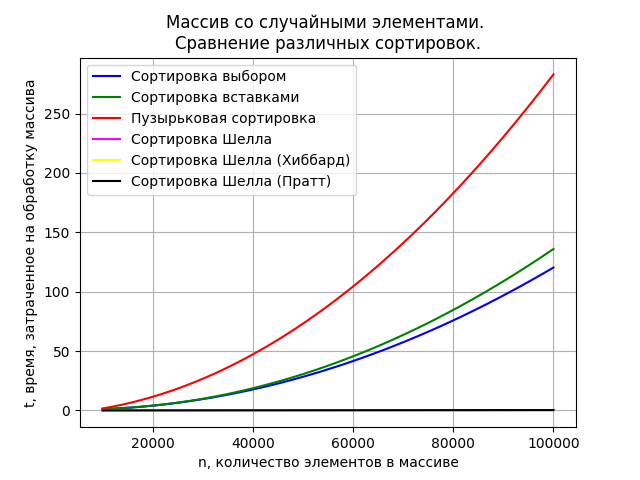 Массив со случайными элементами.
Сравнение различных сортировок.
Сортировка выбором
Сортировка вставками
Пузырьковая сортировка
Сортировка Шелла
Сортировка Шелла (Хиббард)
Сортировка Шелла (Пратт)
t, время, затраченное на обработку массива
250
200
150
100
50
0
20000
40000
60000
80000
100000
n, количество элементов в массиве